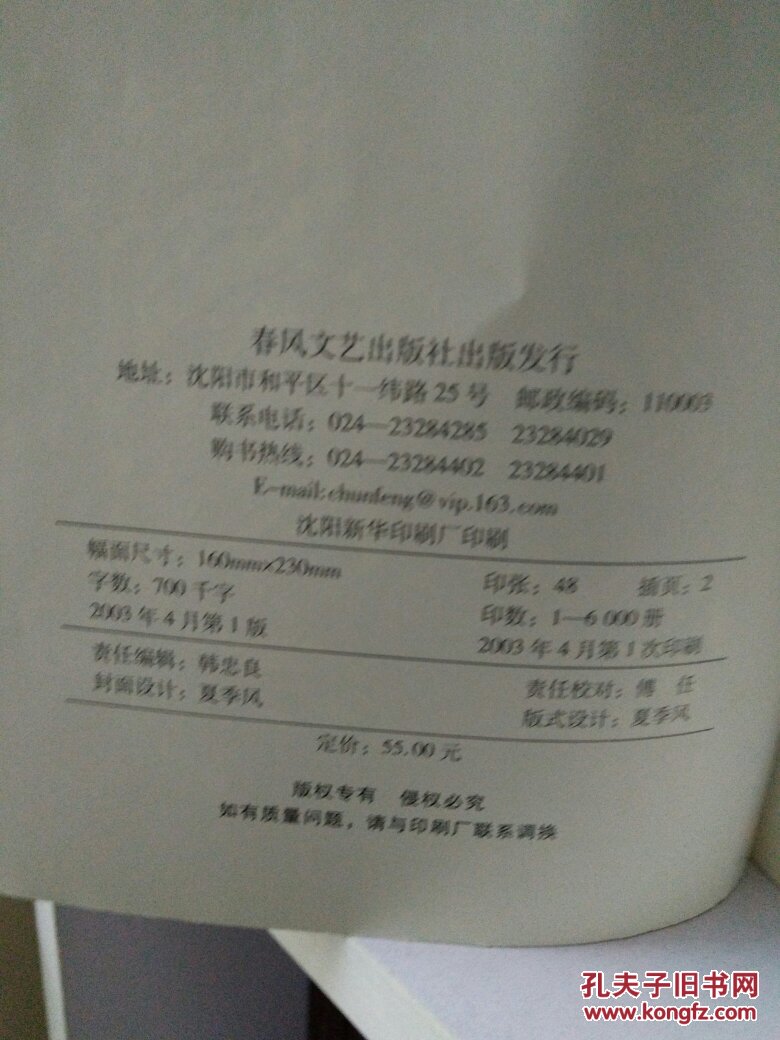 春风文艺出版社出版发行
地址：沈阳市和平区十一纬路25号 邮政编码：110003
联系电话：024—23284285 23284029
购书热线：024—23284402 23284401
E-mail:chunfeng@vip.163.com
沈阳新华印刷厂印刷
幅面尺寸：160mm×230mm 印张：48 插页：2
字数：700千字 印数：1—6 000册
2003年4月第1版 2003年4月第1次印刷
责任编辑：韩忠良 责任校对：傅 任
封面设计：夏季风 版式设计：夏季风
定价：55.00元
版权专有 侵权必究
如有质量问题，请与印刷厂联系调换
孔夫子旧书网
www.kongfz.com